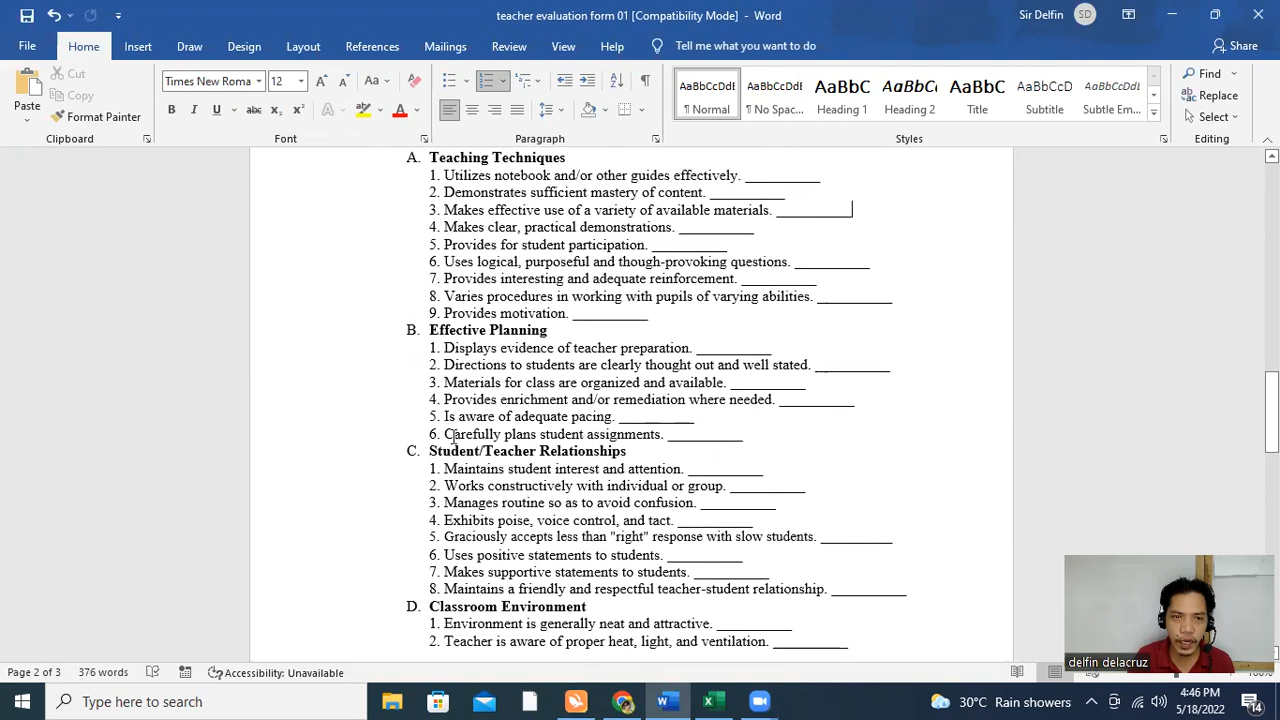 teacher evaluation form 01 [Compatibility Mode] - Word
Sir Delfin SD
File Home Insert Draw Design Layout References Mailings Review View Help Tell me what you want to do Share
Paste
Cut
Copy
Format Painter
Clipboard
Times New Roma 12
B I U abc x₂ x² A A
Aa
Font
Paragraph
AaBbCcDdE
¶ Normal
AaBbCcDdE
¶ No Spac...
AaBbC
Heading 1
AaBbCc
Heading 2
AaBbC
Title
AaBbCcDd
Subtitle
AaBbCcDd
Subtle Em...
Styles
Find
Replace
Select
Editing
A. Teaching Techniques
1. Utilizes notebook and/or other guides effectively. __________
2. Demonstrates sufficient mastery of content. __________
3. Makes effective use of a variety of available materials. __________
4. Makes clear, practical demonstrations. __________
5. Provides for student participation. __________
6. Uses logical, purposeful and though-provoking questions. __________
7. Provides interesting and adequate reinforcement. __________
8. Varies procedures in working with pupils of varying abilities. __________
9. Provides motivation. __________
B. Effective Planning
1. Displays evidence of teacher preparation. __________
2. Directions to students are clearly thought out and well stated. __________
3. Materials for class are organized and available. __________
4. Provides enrichment and/or remediation where needed. __________
5. Is aware of adequate pacing. __________
6. Carefully plans student assignments. __________
C. Student/Teacher Relationships
1. Maintains student interest and attention. __________
2. Works constructively with individual or group. __________
3. Manages routine so as to avoid confusion. __________
4. Exhibits poise, voice control, and tact. __________
5. Graciously accepts less than "right" response with slow students. __________
6. Uses positive statements to students. __________
7. Makes supportive statements to students. __________
8. Maintains a friendly and respectful teacher-student relationship. __________
D. Classroom Environment
1. Environment is generally neat and attractive. __________
2. Teacher is aware of proper heat, light, and ventilation. __________
delfin delacruz
Page 2 of 3 376 words Accessibility: Unavailable
Type here to search
30°C Rain showers
4:46 PM
5/18/2022
14